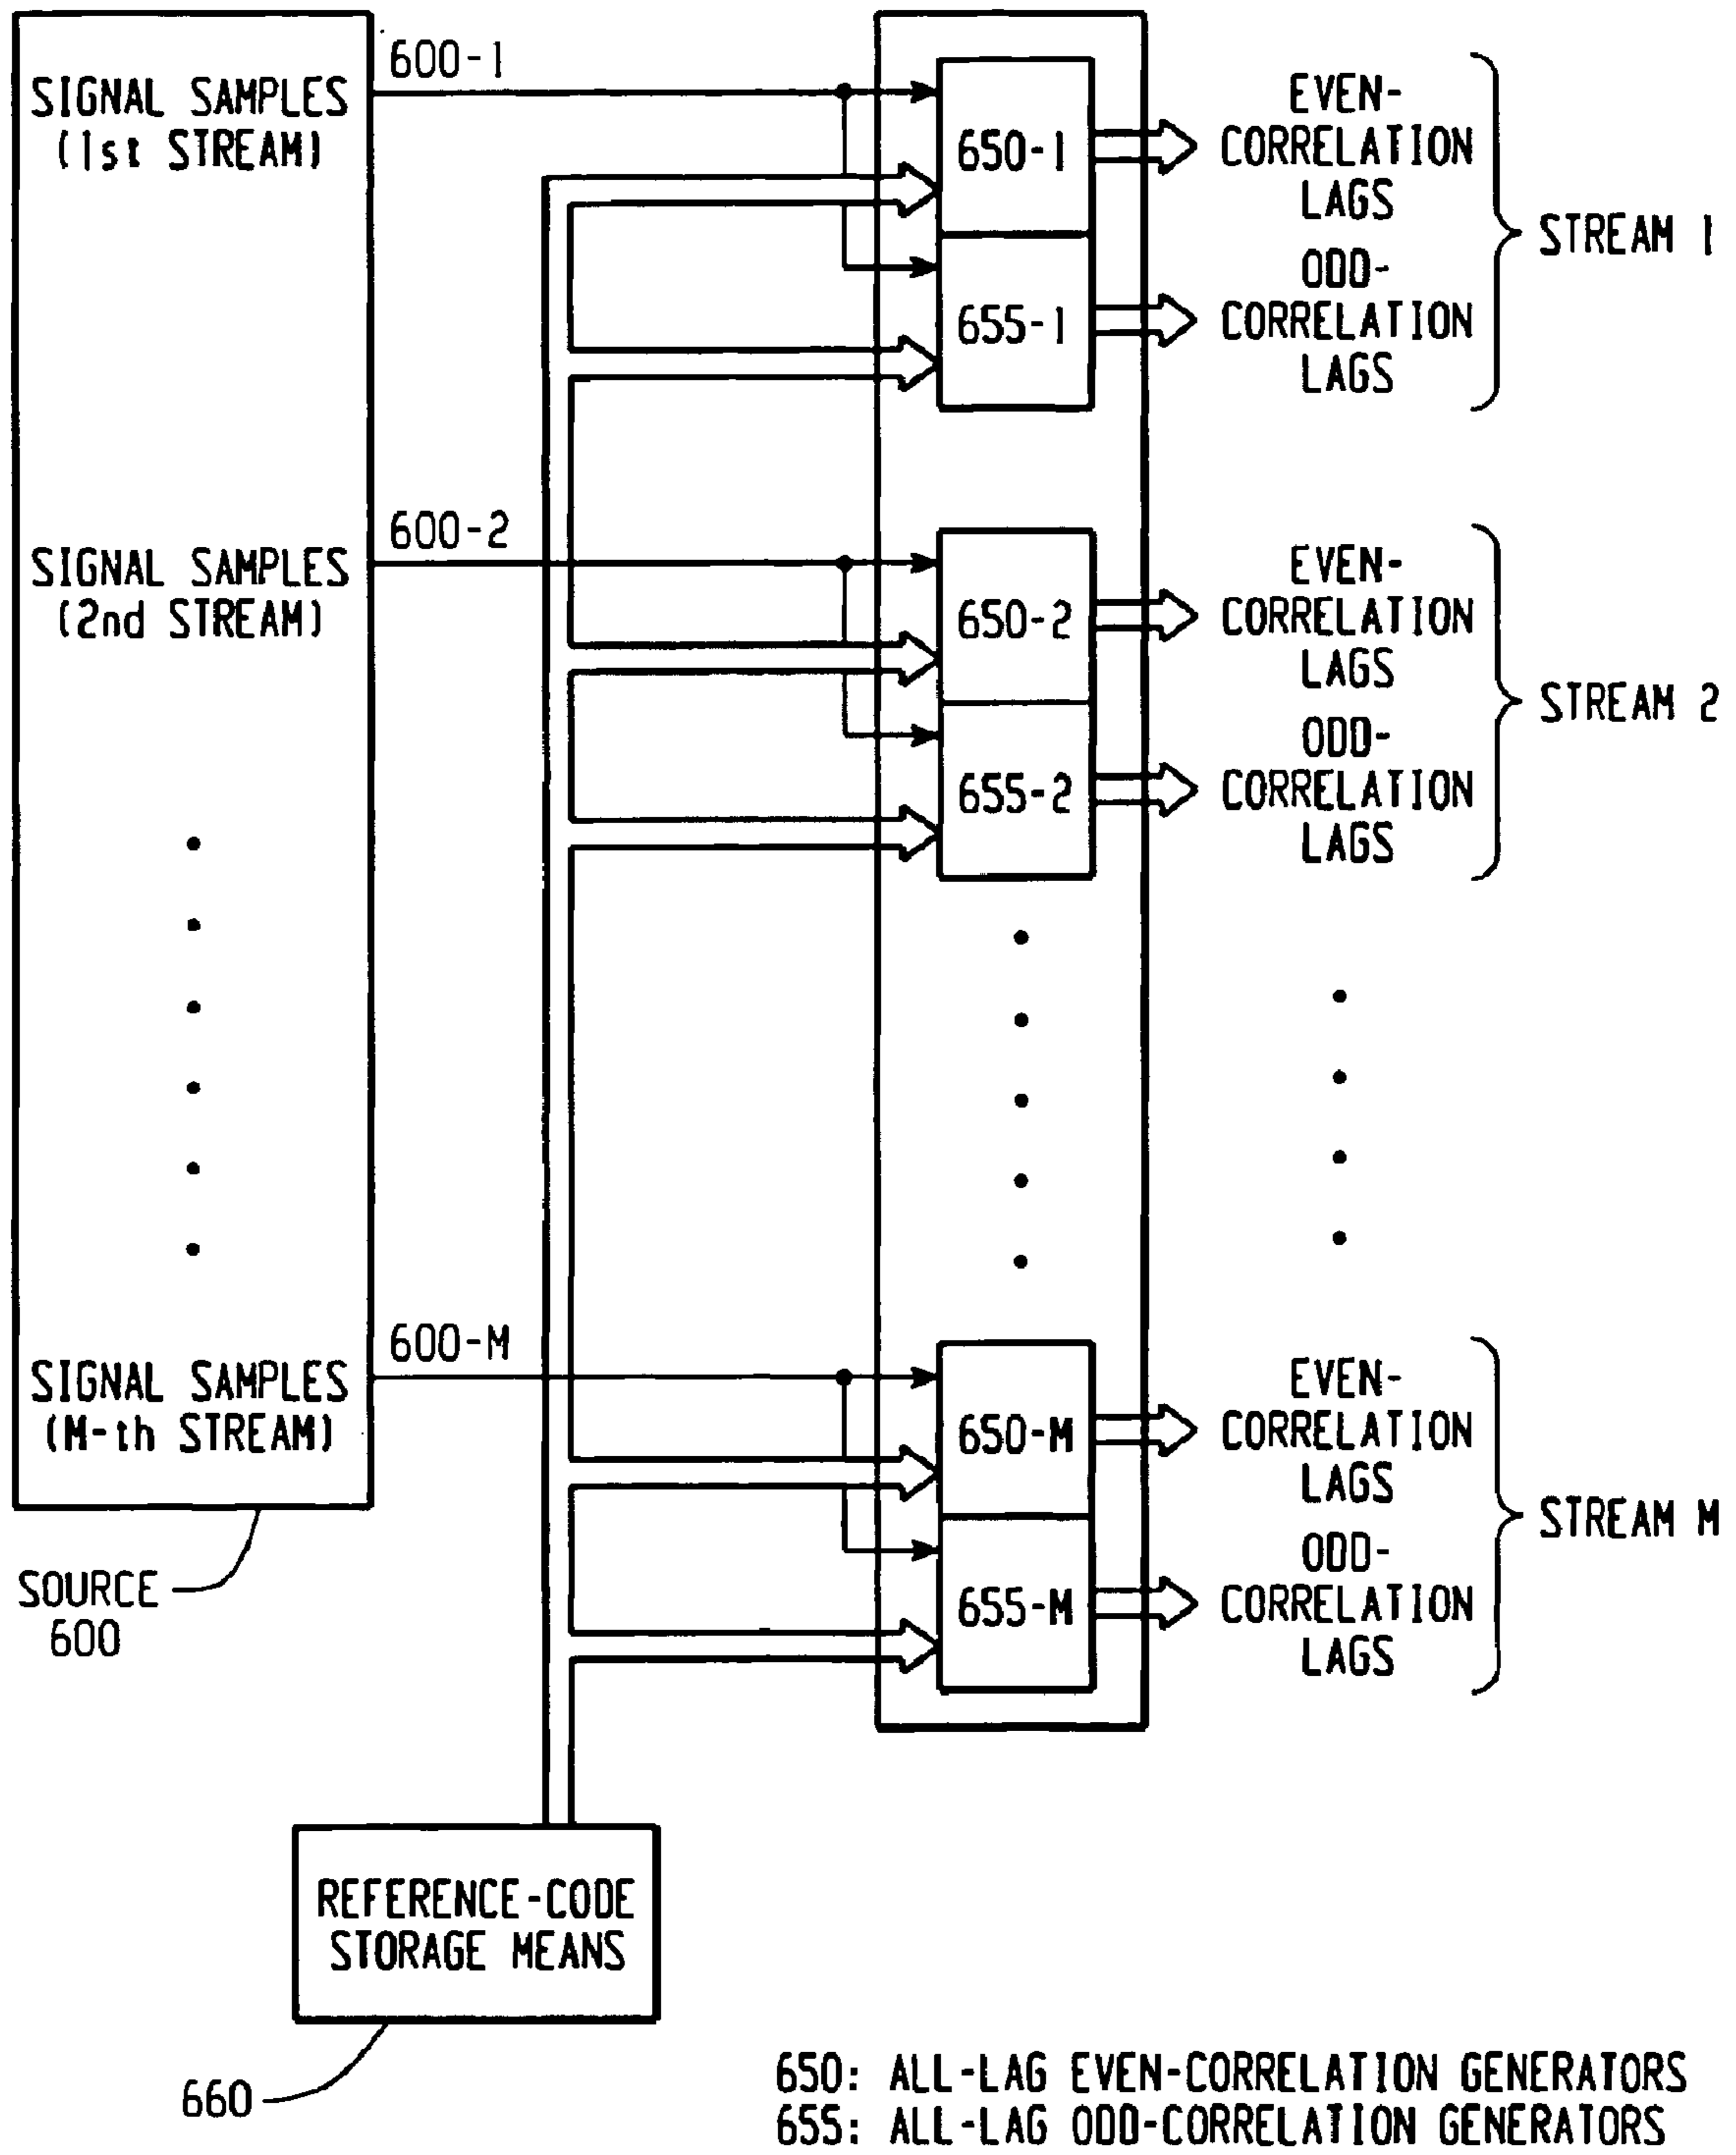 SIGNAL SAMPLES
(1st STREAM)
600-1
650-1
655-1
EVEN-
CORRELATION
LAGS
ODD-
CORRELATION
LAGS
STREAM 1
SIGNAL SAMPLES
(2nd STREAM)
600-2
650-2
655-2
EVEN-
CORRELATION
LAGS
ODD-
CORRELATION
LAGS
STREAM 2
SIGNAL SAMPLES
(M-th STREAM)
600-M
650-M
655-M
EVEN-
CORRELATION
LAGS
ODD-
CORRELATION
LAGS
STREAM M
SOURCE
600
REFERENCE-CODE
STORAGE MEANS
660
650: ALL-LAG EVEN-CORRELATION GENERATORS
655: ALL-LAG ODD-CORRELATION GENERATORS